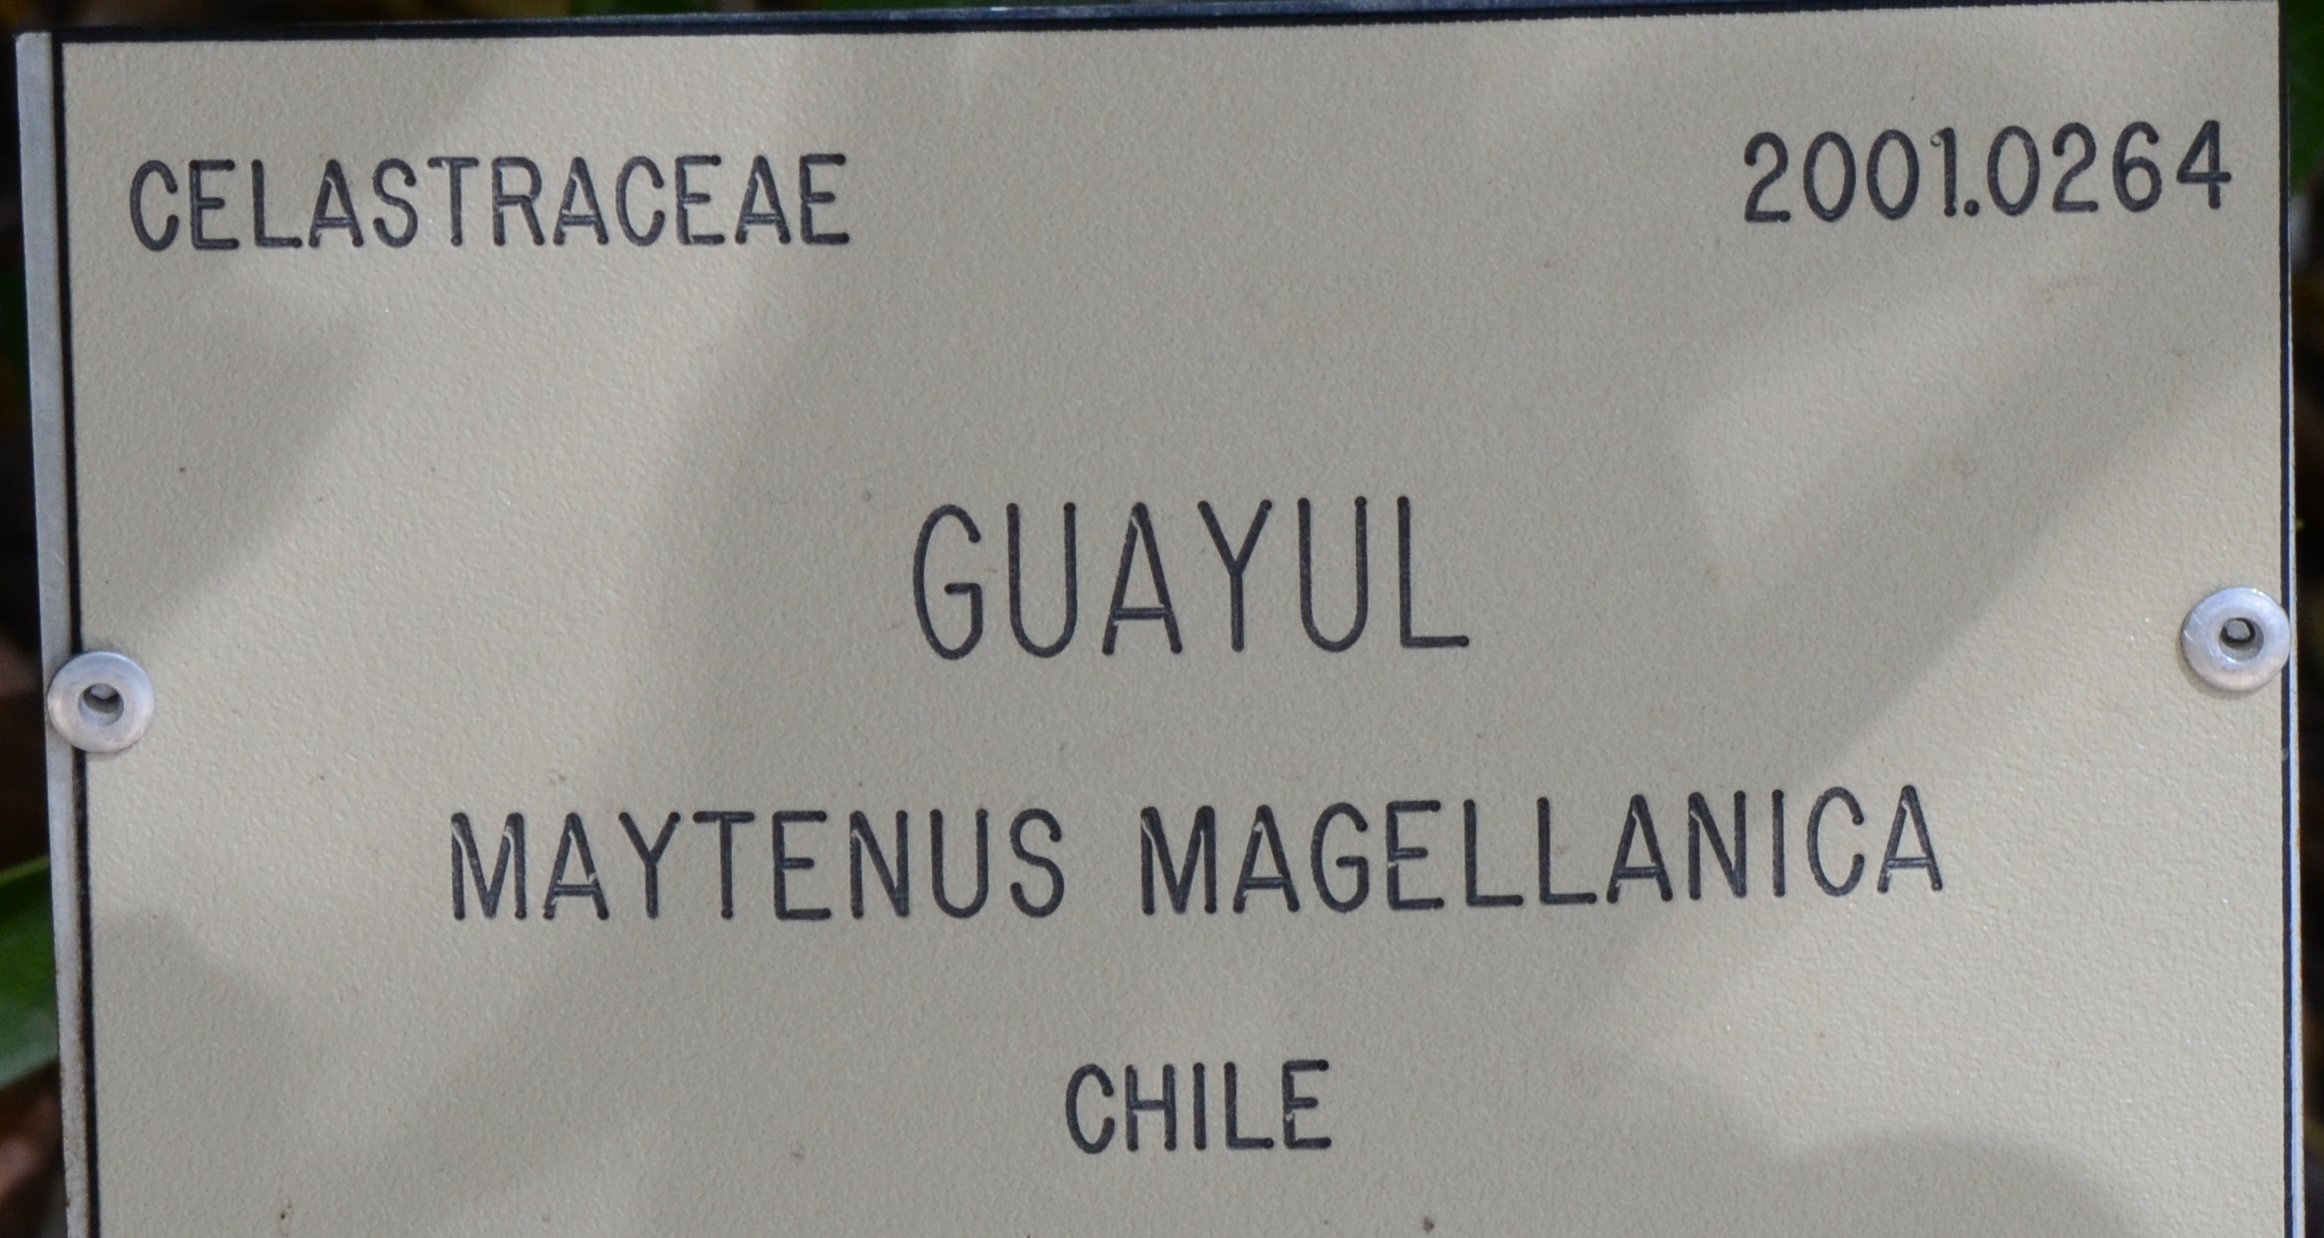 CELASTRACEAE 2001.0264
GUAYUL
MAYTENUS MAGELLANICA
CHILE